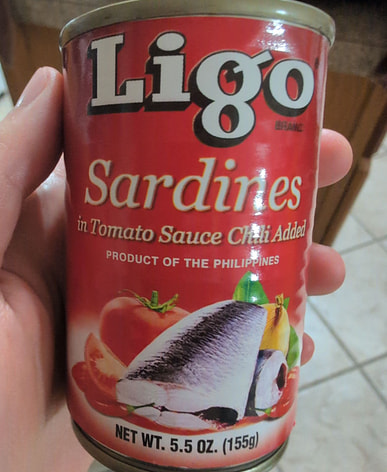 Ligo
BRAND
Sardines
in Tomato Sauce Chili Added
PRODUCT OF THE PHILIPPINES
NET WT. 5.5 OZ. (155g)